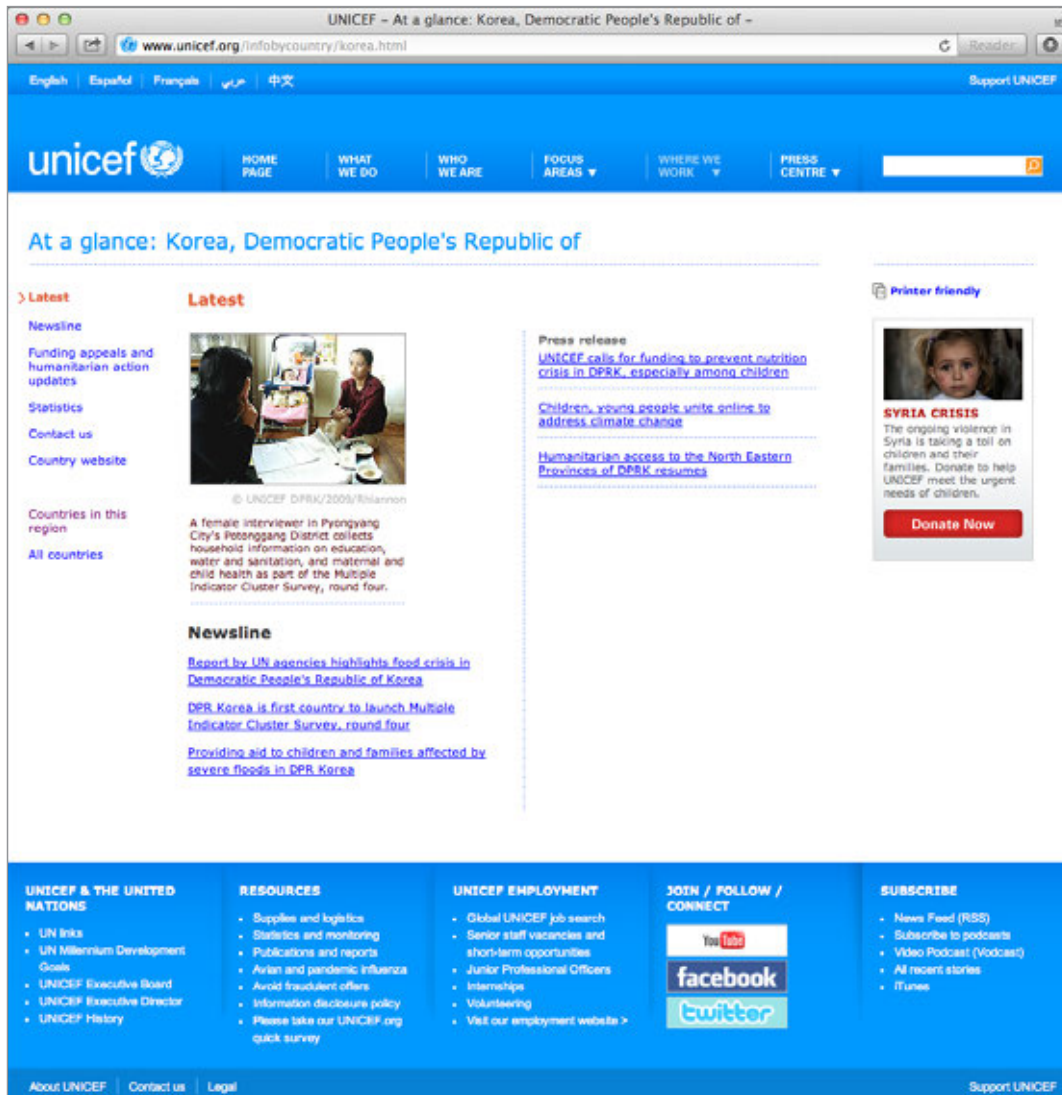 UNICEF – At a glance: Korea, Democratic People's Republic of –
www.unicef.org/infobycountry/korea.html
Reader
English
Español
Français
عربي
中文
Support UNICEF
unicef
HOME
PAGE
WHAT
WE DO
WHO
WE ARE
FOCUS
AREAS ▼
WHERE WE
WORK ▼
PRESS
CENTRE ▼
At a glance: Korea, Democratic People's Republic of
Latest
Newsline
Funding appeals and
humanitarian action
updates
Statistics
Contact us
Country website
Countries in this
region
All countries
Latest
© UNICEF DPRK/2009/Rhiannon
A female interviewer in Pyongyang
City's Potonggang District collects
household information on education,
water and sanitation, and maternal and
child health as part of the Multiple
Indicator Cluster Survey, round four.
Newsline
Report by UN agencies highlights food crisis in
Democratic People's Republic of Korea
DPR Korea is first country to launch Multiple
Indicator Cluster Survey, round four
Providing aid to children and families affected by
severe floods in DPR Korea
Press release
UNICEF calls for funding to prevent nutrition
crisis in DPRK, especially among children
Children, young people unite online to
address climate change
Humanitarian access to the North Eastern
Provinces of DPRK resumes
Printer friendly
SYRIA CRISIS
The ongoing violence in
Syria is taking a toll on
children and their
families. Donate to help
UNICEF meet the urgent
needs of children.
Donate Now
UNICEF & THE UNITED
NATIONS
• UN links
• UN Millennium Development
Goals
• UNICEF Executive Board
• UNICEF Executive Director
• UNICEF History
RESOURCES
• Supplies and logistics
• Statistics and monitoring
• Publications and reports
• Avian and pandemic influenza
• Avoid fraudulent offers
• Information disclosure policy
• Please take our UNICEF.org
quick survey
UNICEF EMPLOYMENT
• Global UNICEF job search
• Senior staff vacancies and
short-term opportunities
• Junior Professional Officers
• Internships
• Volunteering
• Visit our employment website >
JOIN / FOLLOW /
CONNECT
YouTube
facebook
twitter
SUBSCRIBE
• News Feed (RSS)
• Subscribe to podcasts
• Video Podcast (Vodcast)
• All recent stories
• iTunes
About UNICEF
Contact us
Legal
Support UNICEF